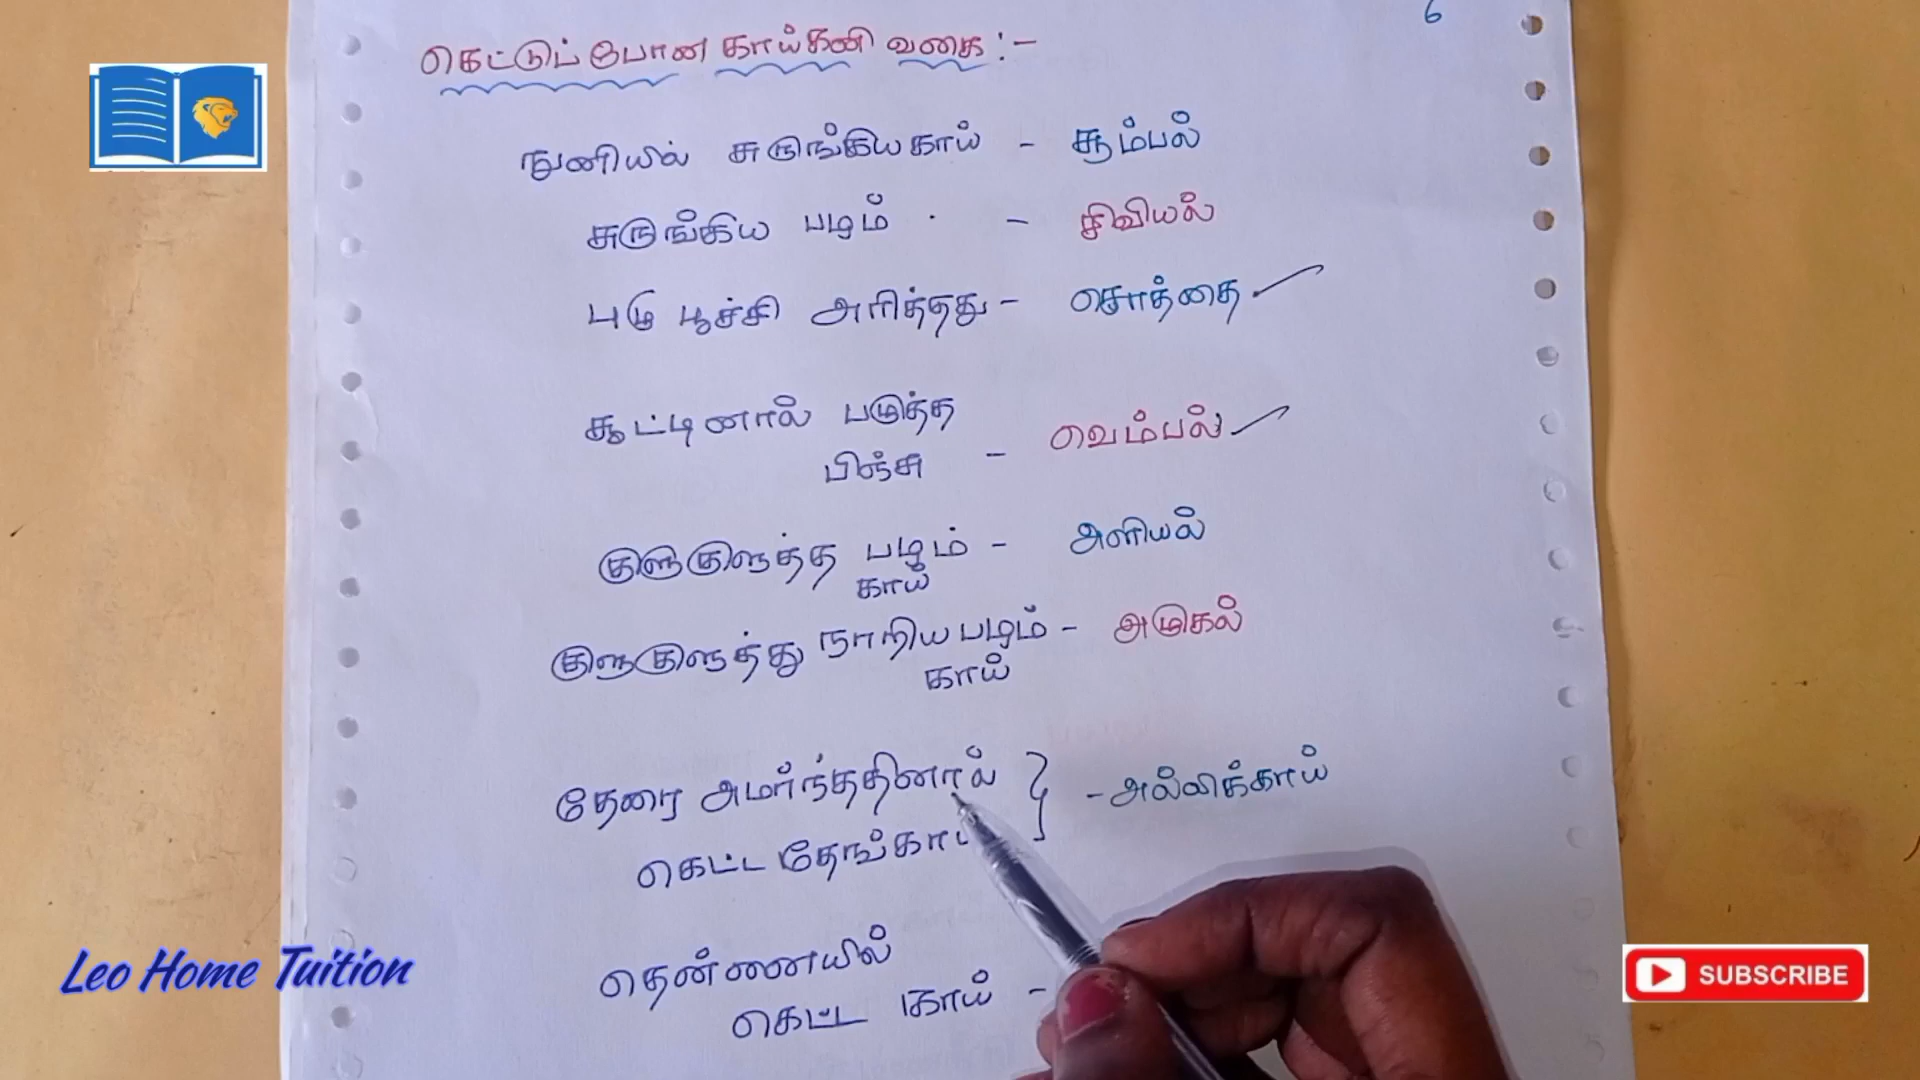 6
கெட்டுப்போன காய்கனி வகை :-
நுனியில் சுருங்கிய காய் - சூம்பல்
சுருங்கிய பழம் - சிவியல்
புழு பூச்சி அரித்தது - சொத்தை
சூட்டினால் பழுத்த
பிஞ்சு - வெம்பல்
குளுகுளுத்த பழம் - அளியல்
காய்
குளுகுளுத்து நாறிய பழம் - அழுகல்
காய்
தேரை அமர்ந்ததினால் } - அல்லிக்காய்
கெட்ட
தென்னையில்
கெட்ட காய் -
Leo Home Tuition
SUBSCRIBE